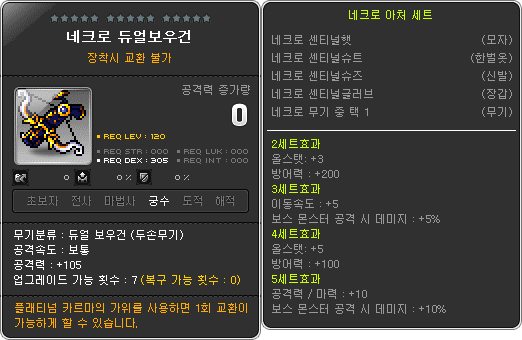 네크로 듀얼보우건
장착시 교환 불가
공격력 증가량
0
REQ LEV : 120
REQ STR : 000
REQ LUK : 000
REQ DEX : 305
REQ INT : 000
0
0 %
0 %
초보자 전사 마법사 궁수 도적 해적
무기분류 : 듀얼 보우건 (두손무기)
공격속도 : 보통
공격력 : +105
업그레이드 가능 횟수 : 7 (복구 가능 횟수 : 0)
플래티넘 카르마의 가위를 사용하면 1회 교환이
가능하게 할 수 있습니다.
네크로 아처 세트
네크로 센티널햇 (모자)
네크로 센티널슈트 (한벌옷)
네크로 센티널슈즈 (신발)
네크로 센티널글러브 (장갑)
네크로 무기 중 택 1 (무기)
2세트효과
올스탯: +3
방어력 : +200
3세트효과
이동속도 : +5
보스 몬스터 공격 시 데미지 : +5%
4세트효과
올스탯: +5
방어력 : +100
5세트효과
공격력 / 마력 : +10
보스 몬스터 공격 시 데미지 : +10%